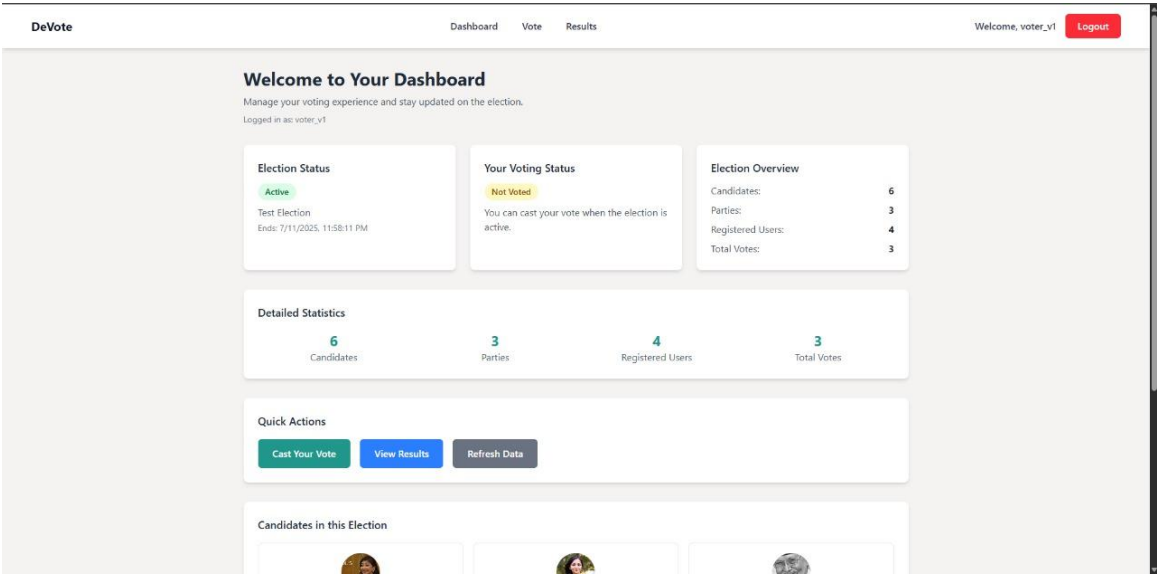 DeVote
Dashboard Vote Results
Welcome, voter_v1 Logout
Welcome to Your Dashboard
Manage your voting experience and stay updated on the election.
Logged in as: voter_v1
Election Status
Active
Test Election
Ends: 7/11/2025, 11:58:11 PM
Your Voting Status
Not Voted
You can cast your vote when the election is
active.
Election Overview
Candidates: 6
Parties: 3
Registered Users: 4
Total Votes: 3
Detailed Statistics
6
Candidates
3
Parties
4
Registered Users
3
Total Votes
Quick Actions
Cast Your Vote View Results Refresh Data
Candidates in this Election